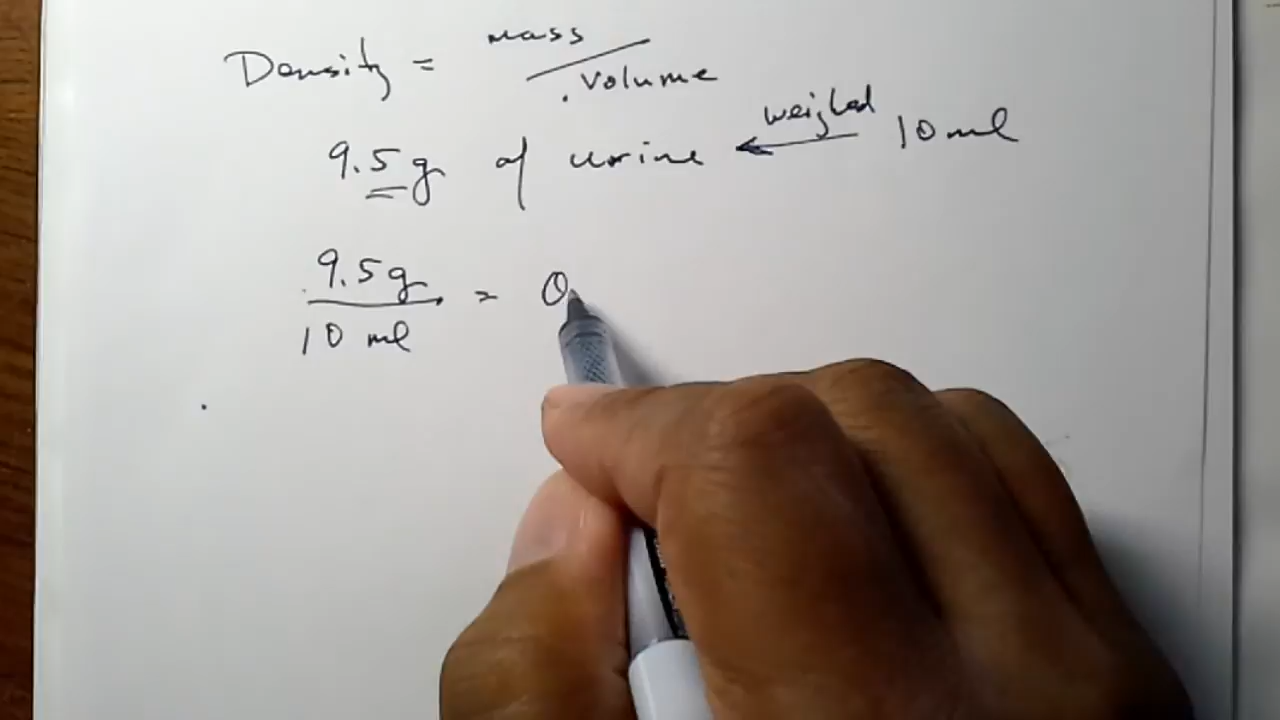 Density = mass / volume
9.5g of urine ← weighed 10 ml
9.5g / 10 ml = 0